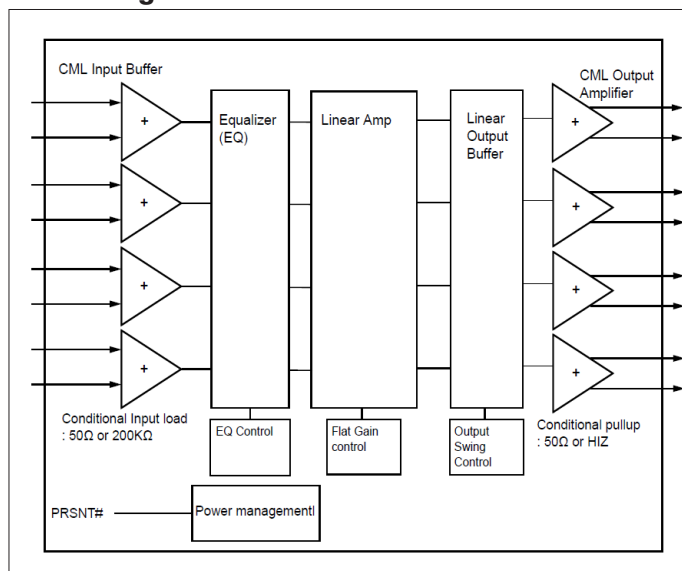 CML Input Buffer
CML Output
Amplifier
+
Equalizer
(EQ)
Linear Amp
Linear
Output
Buffer
+
+
+
+
+
+
+
Conditional Input load
: 50Ω or 200KΩ
EQ Control
Flat Gain
control
Output
Swing
Control
Conditional pullup
: 50Ω or HIZ
PRSNT#
Power managementl